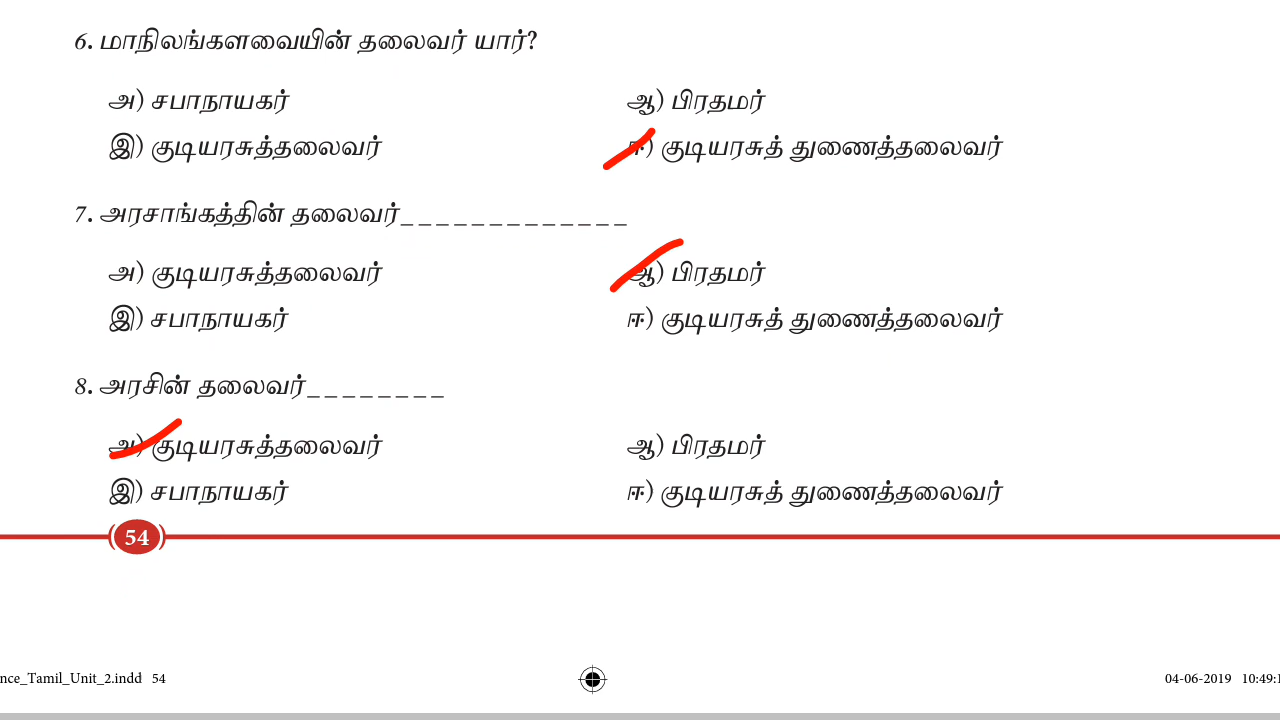 6. மாநிலங்களவையின் தலைவர் யார்?
அ) சபாநாயகர் ஆ) பிரதமர்
இ) குடியரசுத்தலைவர் ஈ) குடியரசுத் துணைத்தலைவர்
7. அரசாங்கத்தின் தலைவர்_____________
அ) குடியரசுத்தலைவர் ஆ) பிரதமர்
இ) சபாநாயகர் ஈ) குடியரசுத் துணைத்தலைவர்
8. அரசின் தலைவர்________
அ) குடியரசுத்தலைவர் ஆ) பிரதமர்
இ) சபாநாயகர் ஈ) குடியரசுத் துணைத்தலைவர்
54
nce_Tamil_Unit_2.indd 54 04-06-2019 10:49:1